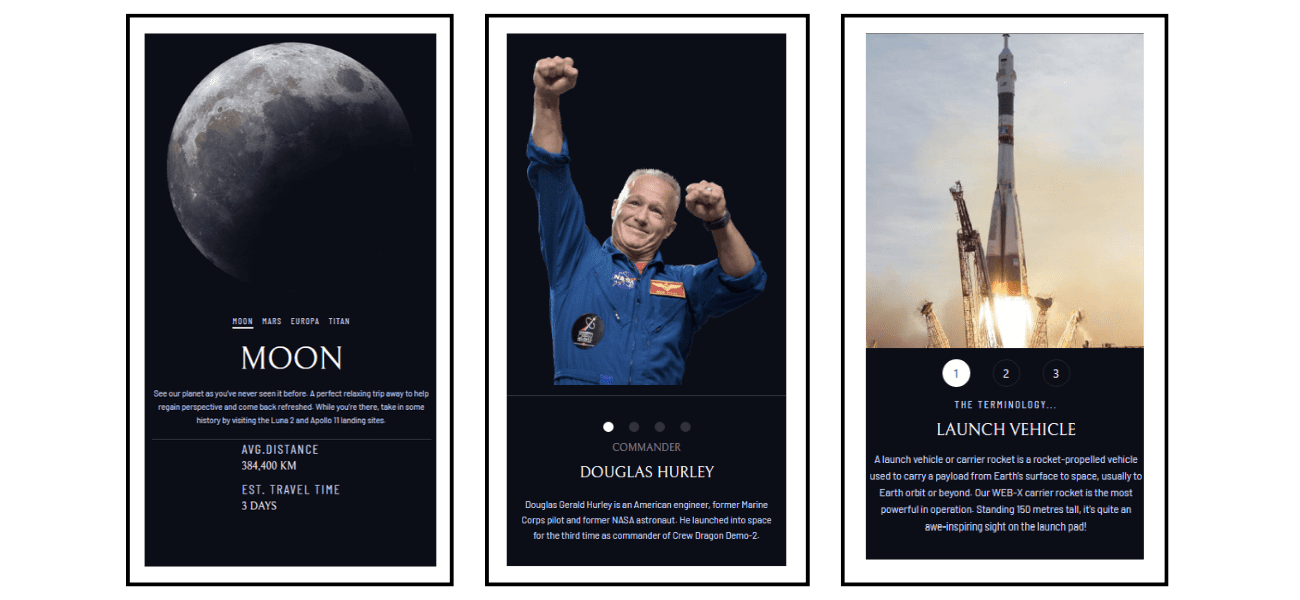 MOON MARS EUROPA TITAN
MOON
See our planet as you've never seen it before. A perfect relaxing trip away to help
regain perspective and come back refreshed. While you're there, take in some
history by visiting the Luna 2 and Apollo 11 landing sites.
AVG.DISTANCE
384,400 KM
EST. TRAVEL TIME
3 DAYS
NASA
COMMANDER
DOUGLAS HURLEY
Douglas Gerald Hurley is an American engineer, former Marine
Corps pilot and former NASA astronaut. He launched into space
for the third time as commander of Crew Dragon Demo-2.
1 2 3
THE TERMINOLOGY...
LAUNCH VEHICLE
A launch vehicle or carrier rocket is a rocket-propelled vehicle
used to carry a payload from Earth's surface to space, usually to
Earth orbit or beyond. Our WEB-X carrier rocket is the most
powerful in operation. Standing 150 metres tall, it's quite an
awe-inspiring sight on the launch pad!